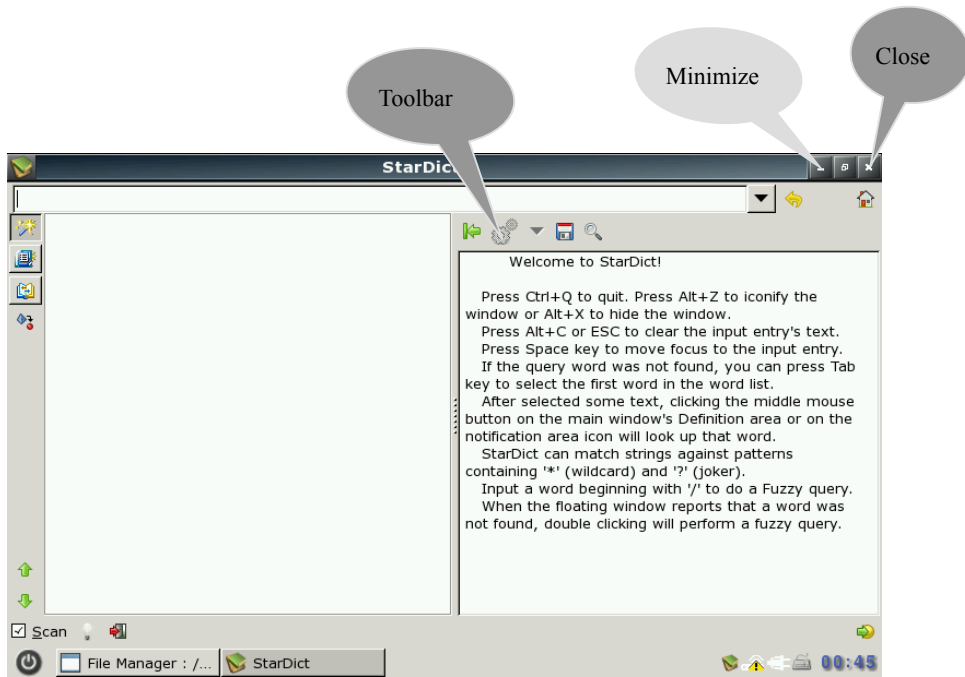 Close
Minimize
Toolbar
StarDic
Welcome to StarDict!
Press Ctrl+Q to quit. Press Alt+Z to iconify the
window or Alt+X to hide the window.
Press Alt+C or ESC to clear the input entry's text.
Press Space key to move focus to the input entry.
If the query word was not found, you can press Tab
key to select the first word in the word list.
After selected some text, clicking the middle mouse
button on the main window's Definition area or on the
notification area icon will look up that word.
StarDict can match strings against patterns
containing '*' (wildcard) and '?' (joker).
Input a word beginning with '/' to do a Fuzzy query.
When the floating window reports that a word was
not found, double clicking will perform a fuzzy query.
Scan
File Manager : /... StarDict 00:45